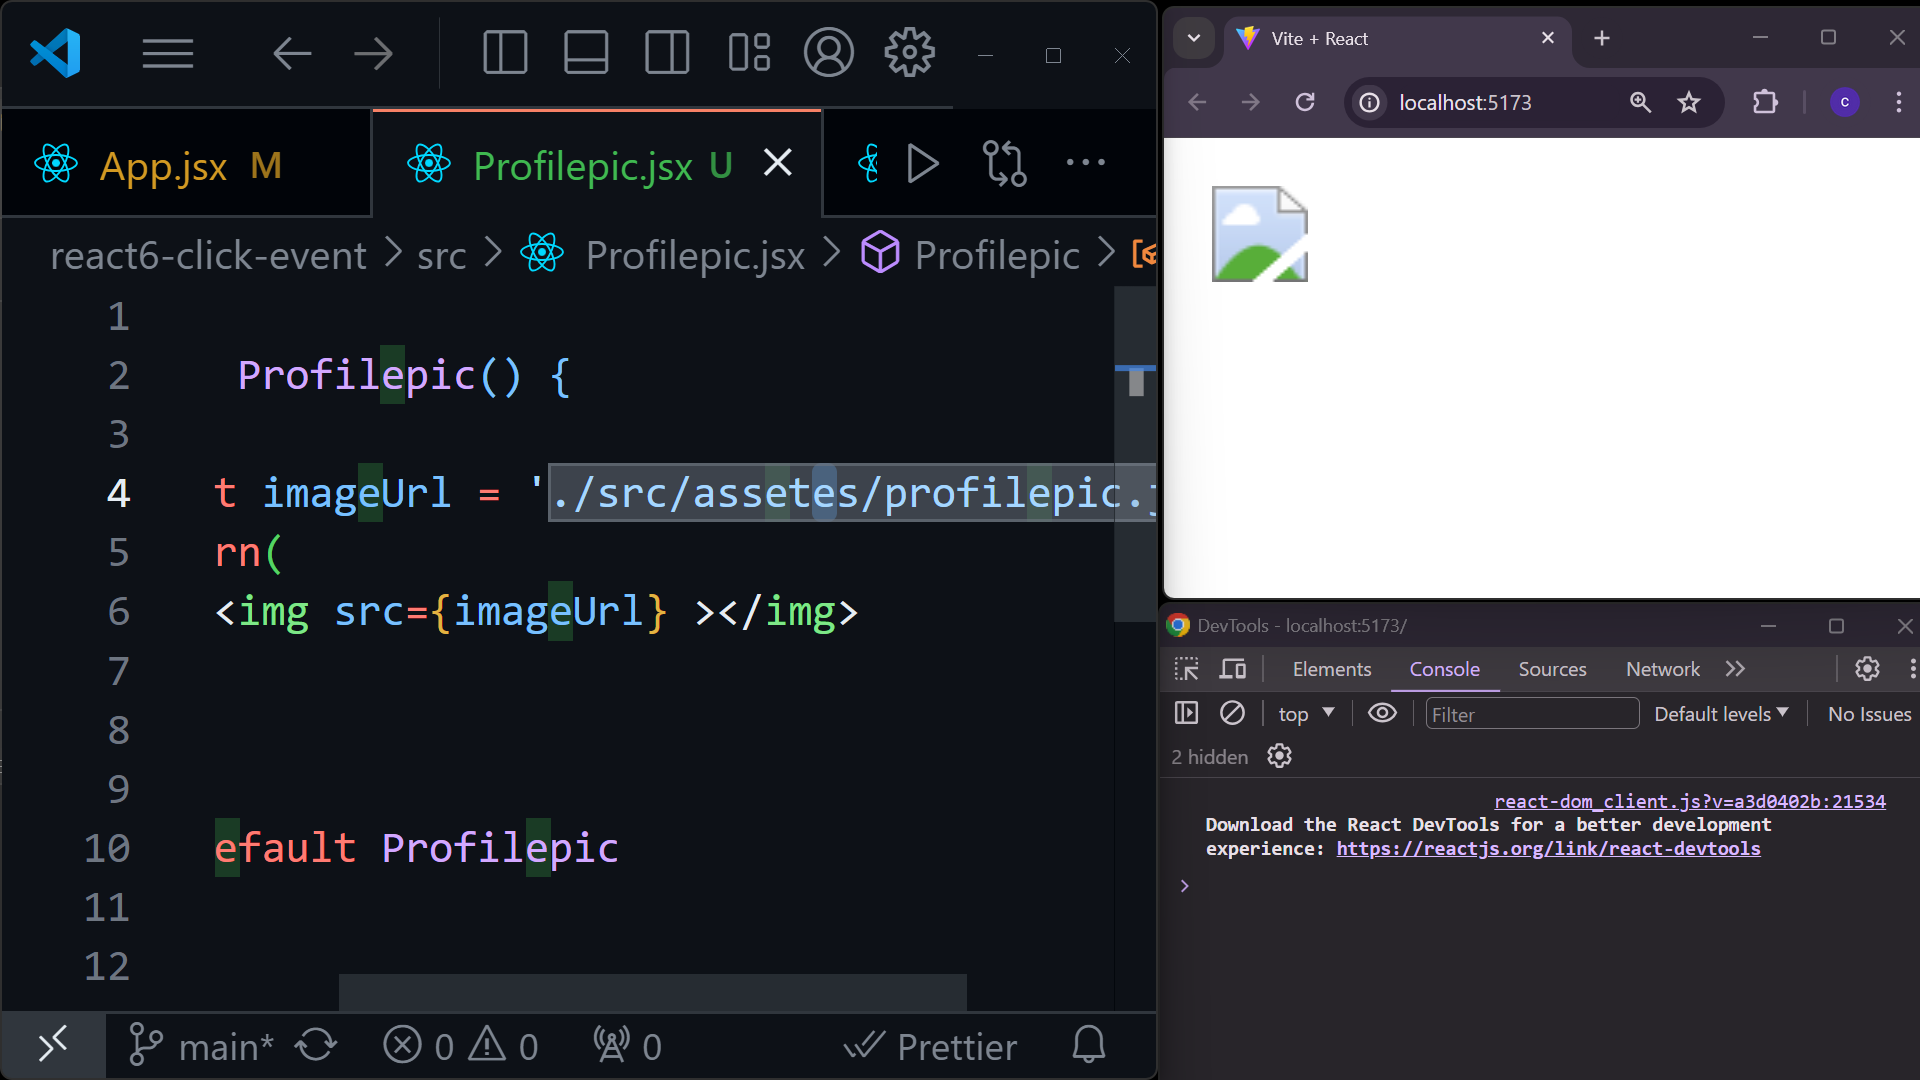 App.jsx M
Profilepic.jsx U
react6-click-event > src > Profilepic.jsx > Profilepic >
1
2 Profilepic() {
3
4 t imageUrl = './src/assetes/profilepic.j
5 rn(
6 <img src={imageUrl} ></img>
7
8
9
10 efault Profilepic
11
12
main* 0 0 0 Prettier
Vite + React
localhost:5173
c
DevTools - localhost:5173/
Elements Console Sources Network
top Filter Default levels No Issues
2 hidden
react-dom_client.js?v=a3d0402b:21534
Download the React DevTools for a better development
experience: https://reactjs.org/link/react-devtools